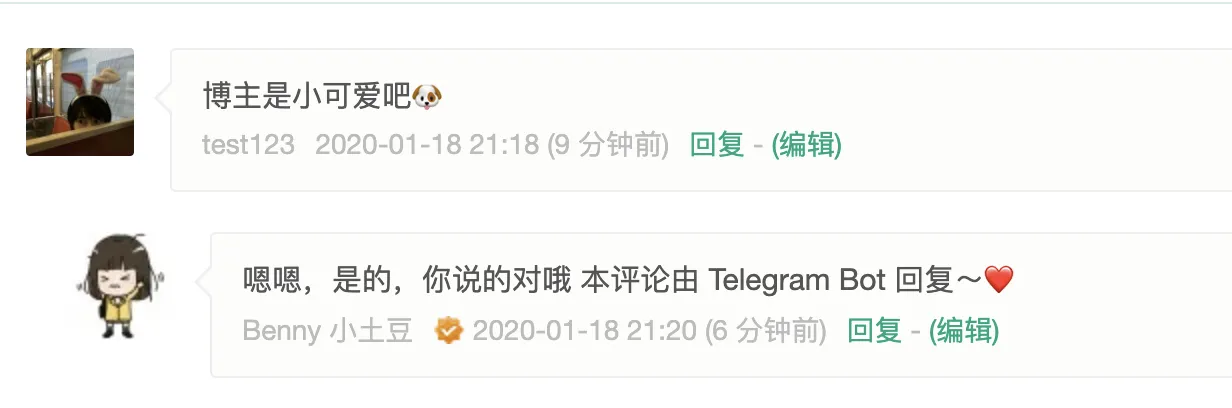 博主是小可爱吧🐶
test123 2020-01-18 21:18 (9 分钟前) 回复 - (编辑)
嗯嗯，是的，你说的对哦 本评论由 Telegram Bot 回复～❤️
Benny 小土豆 2020-01-18 21:20 (6 分钟前) 回复 - (编辑)